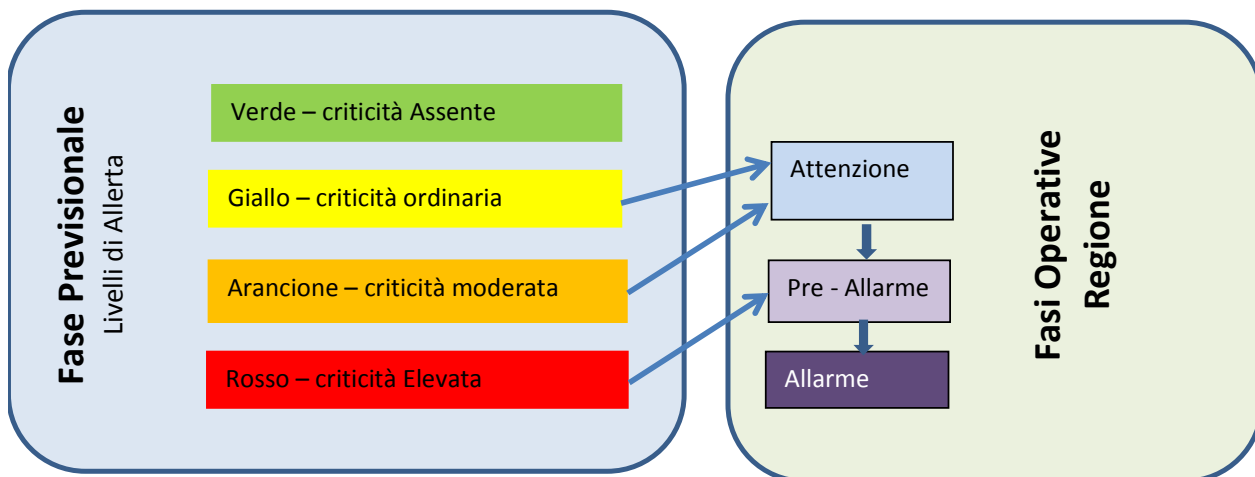 Fase Previsionale
Livelli di Allerta
Verde – criticità Assente
Giallo – criticità ordinaria
Arancione – criticità moderata
Rosso – criticità Elevata
Attenzione
Pre - Allarme
Allarme
Fasi Operative
Regione